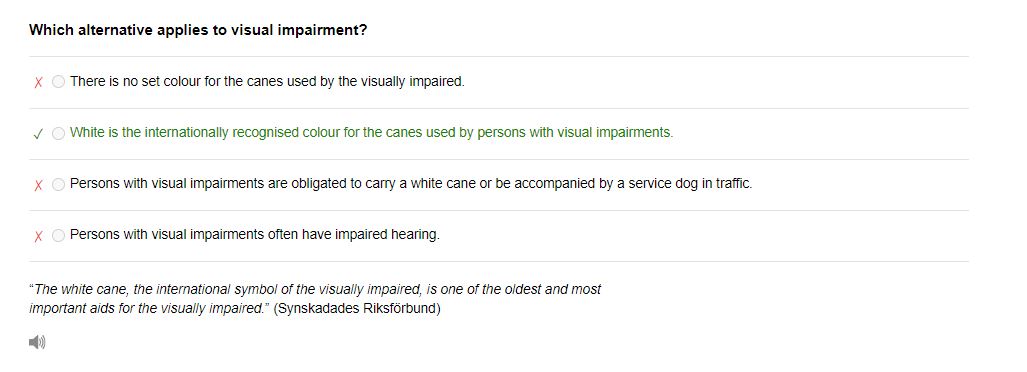 Which alternative applies to visual impairment?
There is no set colour for the canes used by the visually impaired.
White is the internationally recognised colour for the canes used by persons with visual impairments.
Persons with visual impairments are obligated to carry a white cane or be accompanied by a service dog in traffic.
Persons with visual impairments often have impaired hearing.
“The white cane, the international symbol of the visually impaired, is one of the oldest and most
important aids for the visually impaired.” (Synskadades Riksförbund)